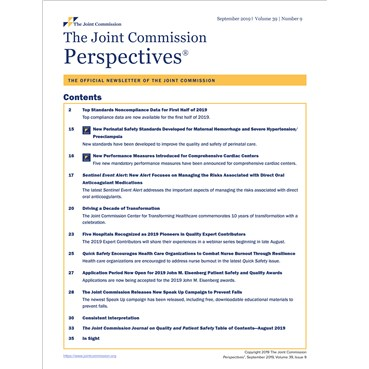 The Joint Commission
September 2019 | Volume 39 | Number 9
The Joint Commission
Perspectives®
THE OFFICIAL NEWSLETTER OF THE JOINT COMMISSION
Contents
2 Top Standards Noncompliance Data for First Half of 2019
Top compliance data are now available for the first half of 2019.
15 New Perinatal Safety Standards Developed for Maternal Hemorrhage and Severe Hypertension/
Preeclampsia
New standards have been developed to improve the quality and safety of perinatal care.
16 New Performance Measures Introduced for Comprehensive Cardiac Centers
Five new mandatory performance measures have been announced for comprehensive cardiac centers.
17 Sentinel Event Alert: New Alert Focuses on Managing the Risks Associated with Direct Oral
Anticoagulant Medications
The latest Sentinel Event Alert addresses the important aspects of managing the risks associated with direct
oral anticoagulants.
20 Driving a Decade of Transformation
The Joint Commission Center for Transforming Healthcare commemorates 10 years of transformation with a
celebration.
23 Five Hospitals Recognized as 2019 Pioneers in Quality Expert Contributors
The 2019 Expert Contributors will share their experiences in a webinar series beginning in late August.
25 Quick Safety Encourages Health Care Organizations to Combat Nurse Burnout Through Resilience
Health care organizations are encouraged to address nurse burnout in the latest Quick Safety issue.
27 Application Period Now Open for 2019 John M. Eisenberg Patient Safety and Quality Awards
Applications are now being accepted for the 2019 John M. Eisenberg awards.
28 The Joint Commission Releases New Speak Up Campaign to Prevent Falls
The newest Speak Up campaign has been released, including free, downloadable educational materials to
prevent falls.
30 Consistent Interpretation
33 The Joint Commission Journal on Quality and Patient Safety Table of Contents—August 2019
35 In Sight
https://www.jointcommission.org
Copyright 2019 The Joint Commission
Perspectives®, September 2019, Volume 39, Issue 9